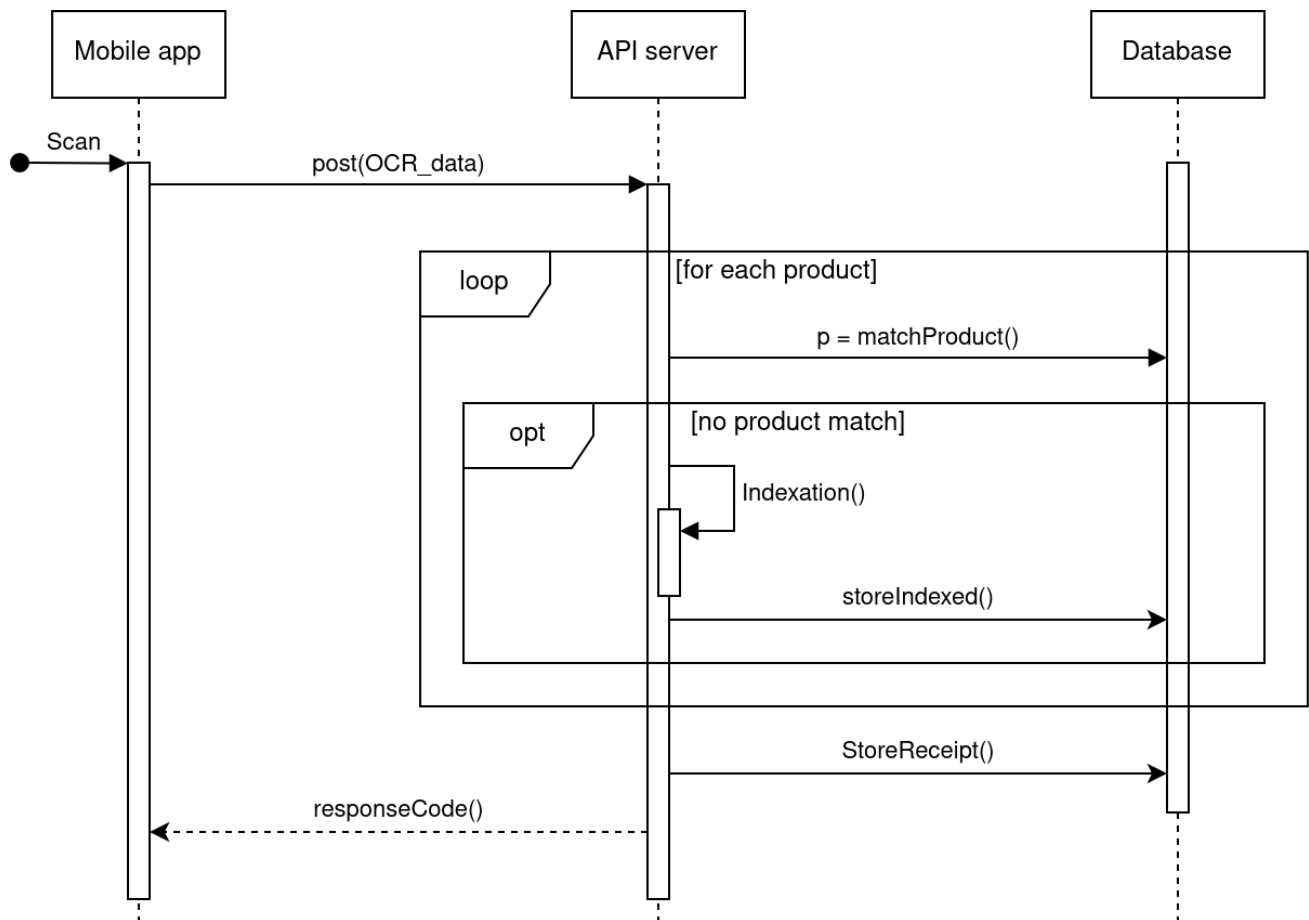 Mobile app
API server
Database
Scan
post(OCR_data)
loop
[for each product]
p = matchProduct()
opt
[no product match]
Indexation()
storeIndexed()
StoreReceipt()
responseCode()